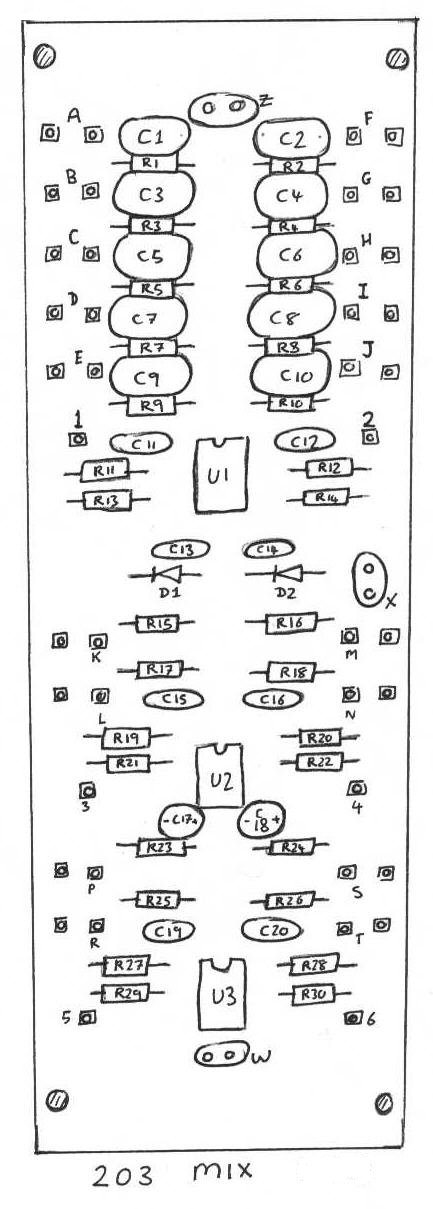 Z
A C1 C2 F
R1 R2
B C3 C4 G
R3 R4
C C5 C6 H
R5 R6
D C7 C8 I
R7 R8
E C9 C10 J
R9 R10
1 C11 C12 2
U1
R11 R12
R13 R14
C13 C14
D1 D2
X
R15 R16
K M
R17 R18
L C15 C16 N
R19 R20
R21 R22
U2
3 4
-C17+ -C18+
R23 R24
P S
R25 R26
R C19 C20 T
R27 R28
R29 U3 R30
5 6
W
203 MIX